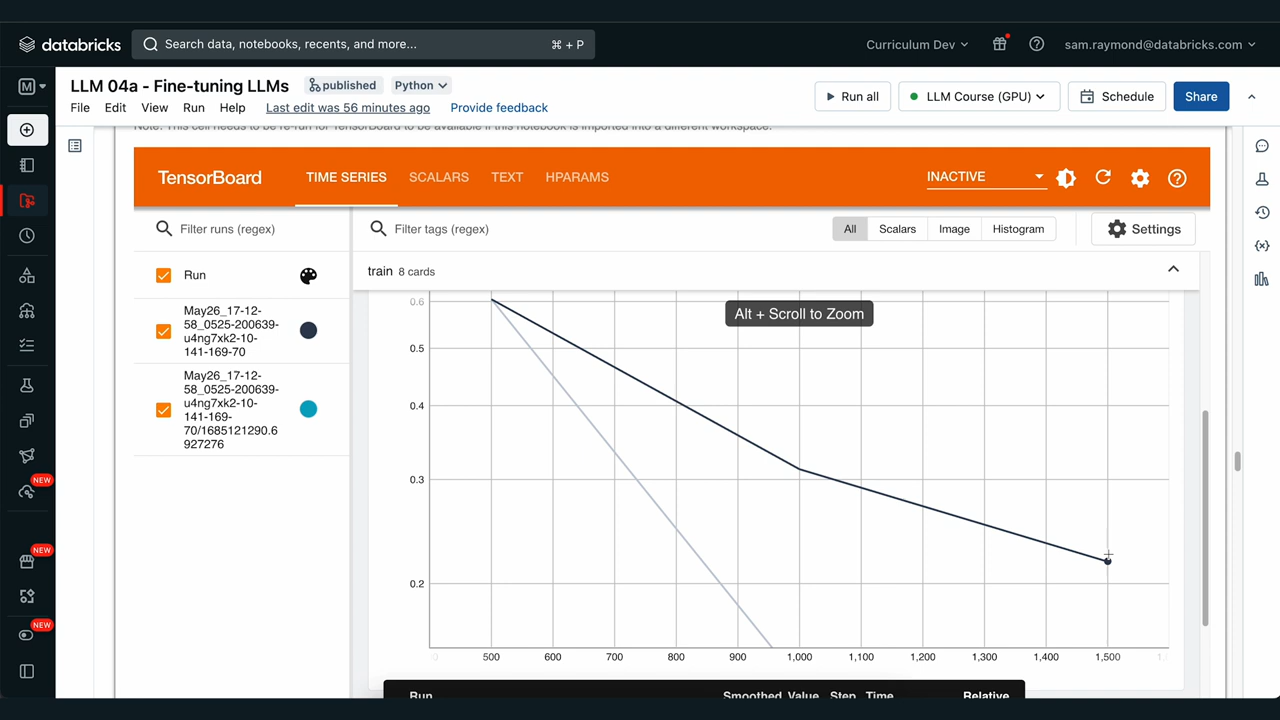 databricks
Search data, notebooks, recents, and more...
⌘ + P
Curriculum Dev
sam.raymond@databricks.com
M
LLM 04a - Fine-tuning LLMs
published
Python
File
Edit
View
Run
Help
Last edit was 56 minutes ago
Provide feedback
Run all
LLM Course (GPU)
Schedule
Share
Note: This cell needs to be re-run for TensorBoard to be available if this notebook is imported into a different workspace.
TensorBoard
TIME SERIES
SCALARS
TEXT
HPARAMS
INACTIVE
Filter runs (regex)
Filter tags (regex)
All
Scalars
Image
Histogram
Settings
Run
May26_17-12-
58_0525-200639-
u4ng7xk2-10-
141-169-70
May26_17-12-
58_0525-200639-
u4ng7xk2-10-
141-169-
70/1685121290.6
927276
train 8 cards
Alt + Scroll to Zoom
0.6
0.5
0.4
0.3
0.2
500
600
700
800
900
1,000
1,100
1,200
1,300
1,400
1,500
Run
Smoothed
Value
Step
Time
Relative
NEW
NEW
NEW